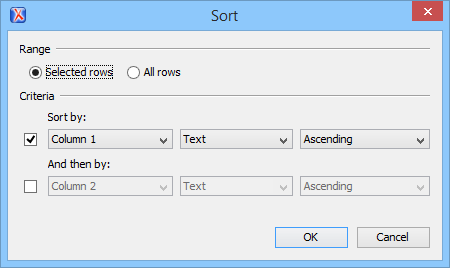 Sort
Range
Selected rows All rows
Criteria
Sort by:
Column 1 Text Ascending
And then by:
Column 2 Text Ascending
OK Cancel